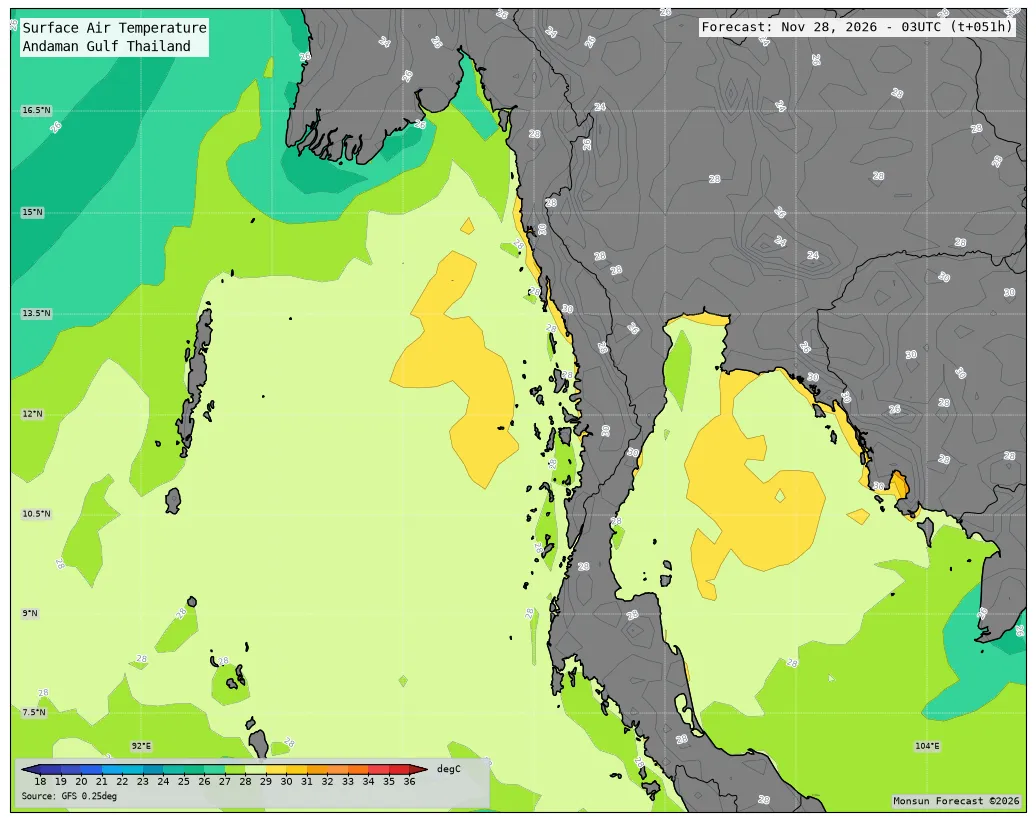 Surface Air Temperature
Andaman Gulf Thailand
Forecast: Nov 28, 2026 - 03UTC (t+051h)
16.5°N
15°N
13.5°N
12°N
10.5°N
9°N
7.5°N
92°E
104°E
18 19 20 21 22 23 24 25 26 27 28 29 30 31 32 33 34 35 36
degC
Source: GFS 0.25deg
Monsun Forecast ©2026